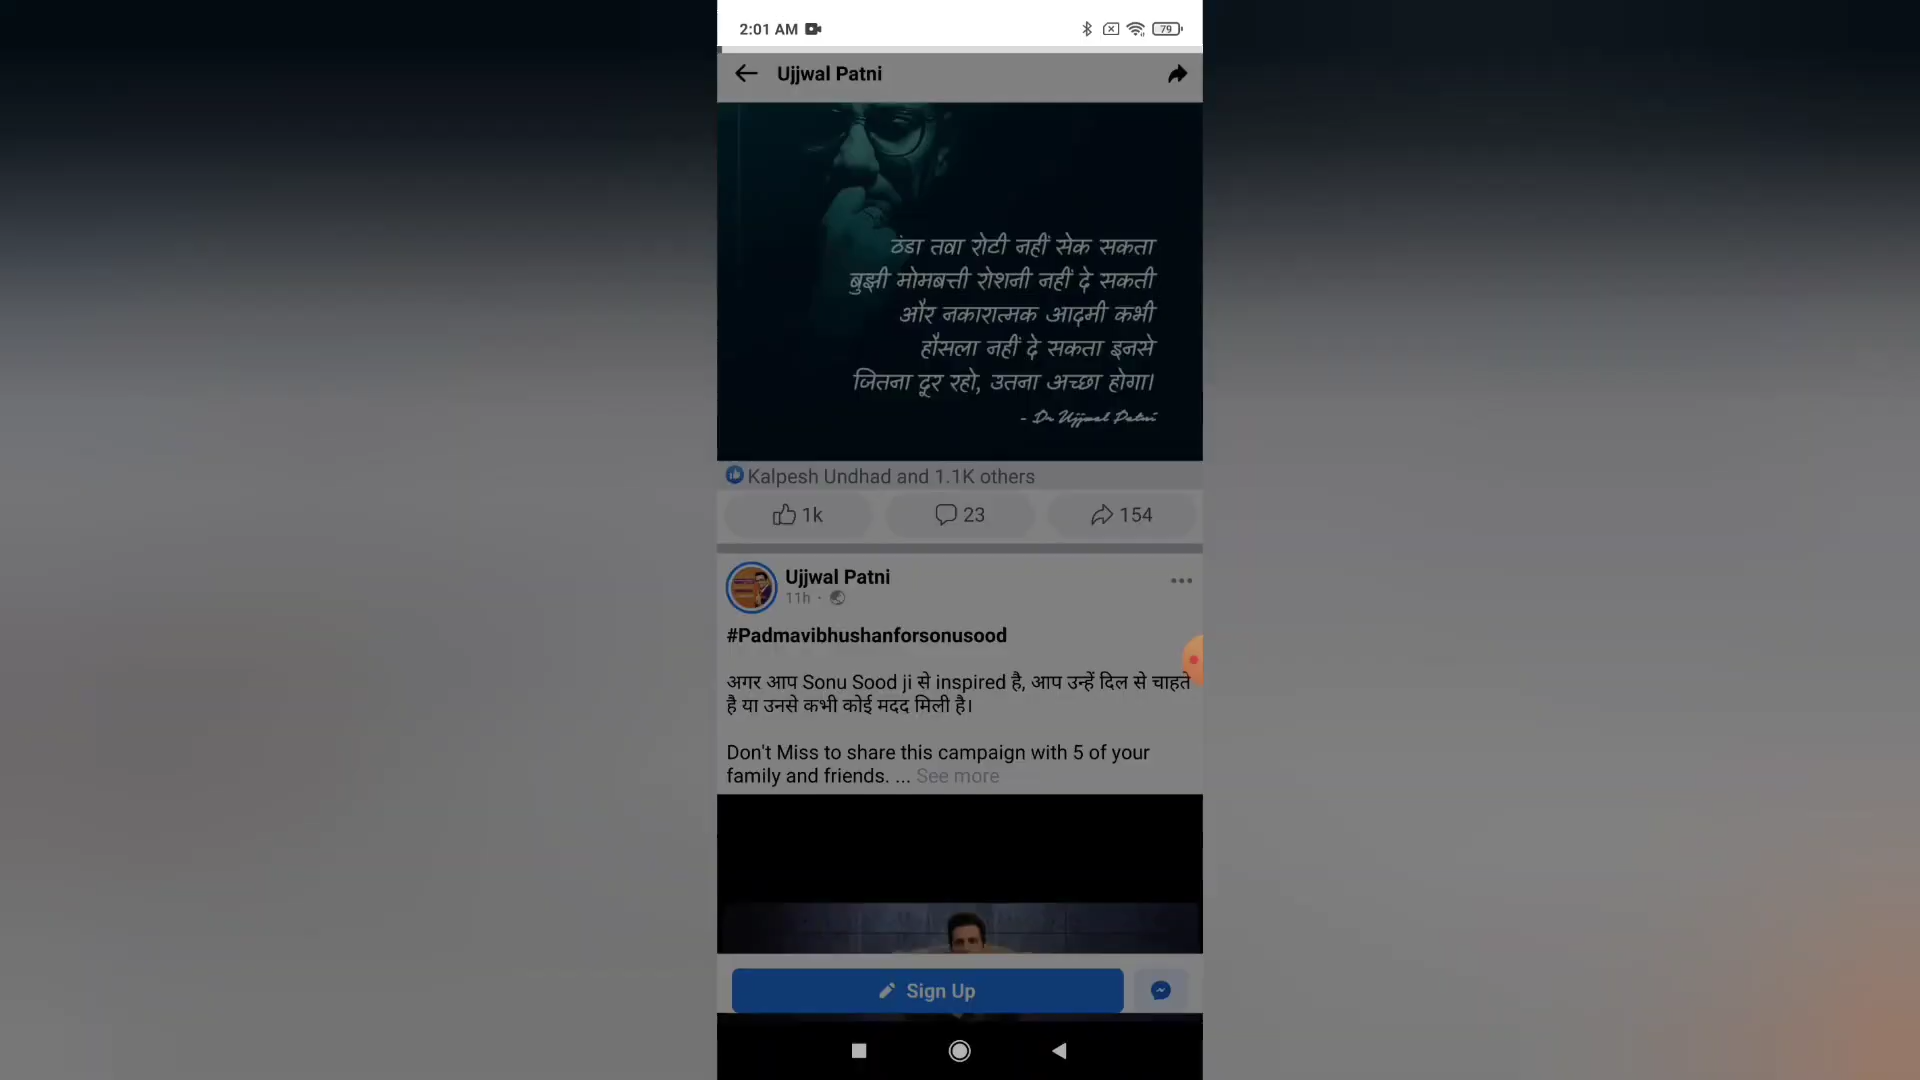 2:01 AM
79
Ujjwal Patni
ठंडा तवा रोटी नहीं सेक सकता
बुझी मोमबत्ती रोशनी नहीं दे सकती
और नकारात्मक आदमी कभी
हौसला नहीं दे सकता इनसे
जितना दूर रहो, उतना अच्छा होगा।
- Dr Ujjwal Patni
Kalpesh Undhad and 1.1K others
1k
23
154
Ujjwal Patni
11h ·
#Padmavibhushanforsonusood
अगर आप Sonu Sood ji से inspired है, आप उन्हें दिल से चाहते
है या उनसे कभी कोई मदद मिली है।
Don't Miss to share this campaign with 5 of your
family and friends. ... See more
Sign Up